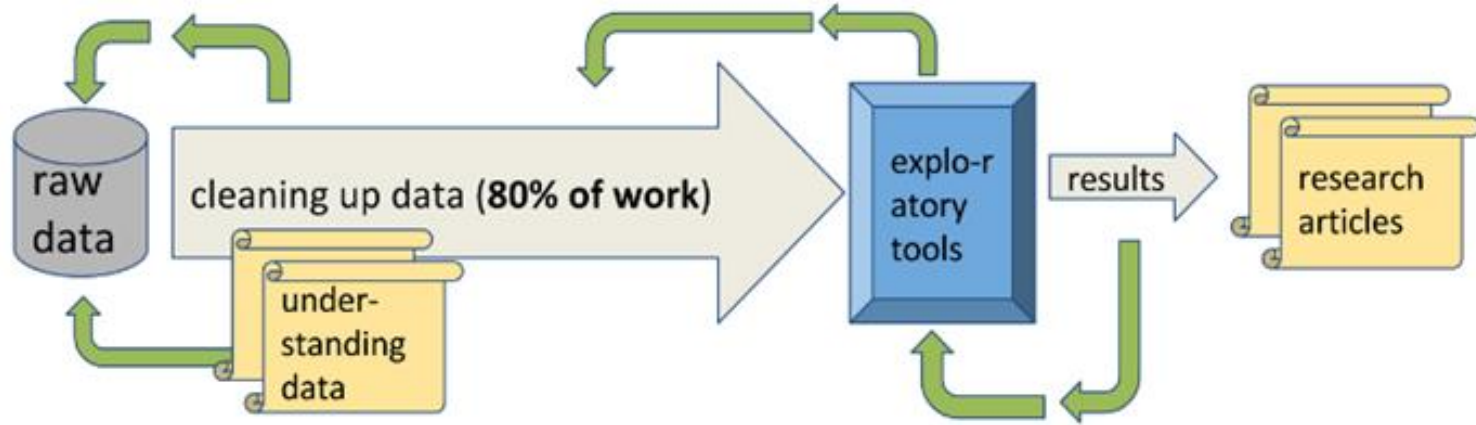 raw
data
cleaning up data (80% of work)
under-
standing
data
explo-r
atory
tools
results
research
articles